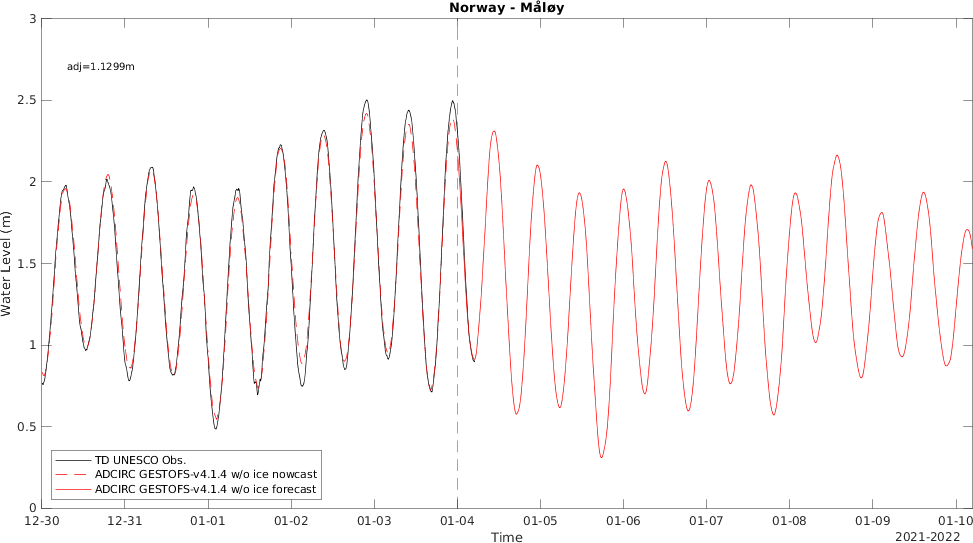 Norway - Måløy
adj=1.1299m
3
2.5
2
1.5
1
0.5
0
Water Level (m)
TD UNESCO Obs.
ADCIRC GESTOFS-v4.1.4 w/o ice nowcast
ADCIRC GESTOFS-v4.1.4 w/o ice forecast
12-30 12-31 01-01 01-02 01-03 01-04 01-05 01-06 01-07 01-08 01-09 01-10
Time
2021-2022